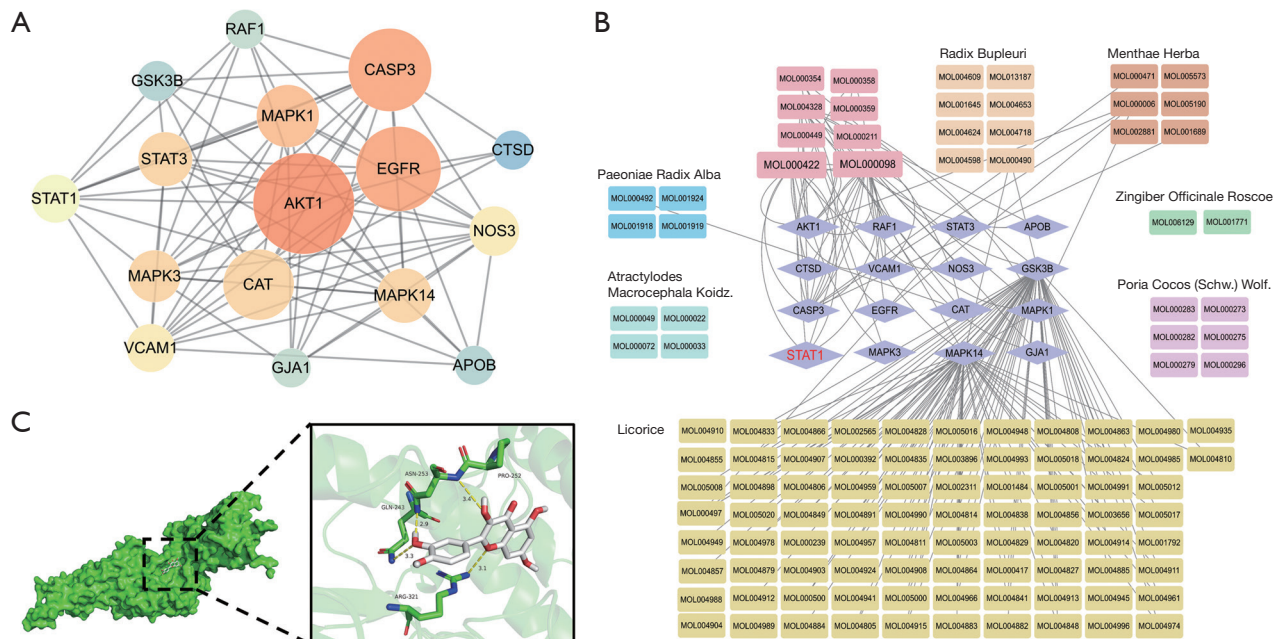 A
RAF1
CASP3
GSK3B
MAPK1
CTSD
STAT3
EGFR
STAT1
AKT1
NOS3
MAPK3
CAT
MAPK14
VCAM1
GJA1
APOB
B
Radix Bupleuri
Menthae Herba
MOL000354 MOL000358
MOL004328 MOL000359
MOL000449 MOL000211
MOL000422 MOL000098
MOL004609 MOL013187
MOL001645 MOL004653
MOL004624 MOL004718
MOL004598 MOL000490
MOL000471 MOL005573
MOL000006 MOL005190
MOL002881 MOL001689
Paeoniae Radix Alba
MOL000492 MOL001924
MOL001918 MOL001919
Zingiber Officinale Roscoe
MOL006129 MOL001771
Atractylodes
Macrocephala Koidz.
MOL000049 MOL000022
MOL000072 MOL000033
Poria Cocos (Schw.) Wolf.
MOL000283 MOL000273
MOL000282 MOL000275
MOL000279 MOL000296
AKT1 RAF1 STAT3 APOB
CTSD VCAM1 NOS3 GSK3B
CASP3 EGFR CAT MAPK1
STAT1 MAPK3 MAPK14 GJA1
Licorice
MOL004910 MOL004833 MOL004866 MOL002565 MOL004828 MOL005016 MOL004948 MOL004808 MOL004863 MOL004980 MOL004935
MOL004855 MOL004815 MOL004907 MOL000392 MOL004835 MOL003896 MOL004993 MOL005018 MOL004824 MOL004985 MOL004810
MOL005008 MOL004898 MOL004806 MOL004959 MOL005007 MOL002311 MOL001484 MOL005001 MOL004991 MOL005012
MOL000497 MOL005020 MOL004849 MOL004891 MOL004990 MOL004814 MOL004838 MOL004856 MOL003656 MOL005017
MOL004949 MOL004978 MOL000239 MOL004957 MOL004811 MOL005003 MOL004829 MOL004820 MOL004914 MOL001792
MOL004857 MOL004879 MOL004903 MOL004924 MOL004908 MOL004864 MOL000417 MOL004827 MOL004885 MOL004911
MOL004988 MOL004912 MOL000500 MOL004941 MOL005000 MOL004966 MOL004841 MOL004913 MOL004945 MOL004961
MOL004904 MOL004989 MOL004884 MOL004805 MOL004915 MOL004883 MOL004882 MOL004848 MOL004996 MOL004974
C
ASN-253
PRO-252
GLN-243
3.4
2.9
3.3
3.1
ARG-321